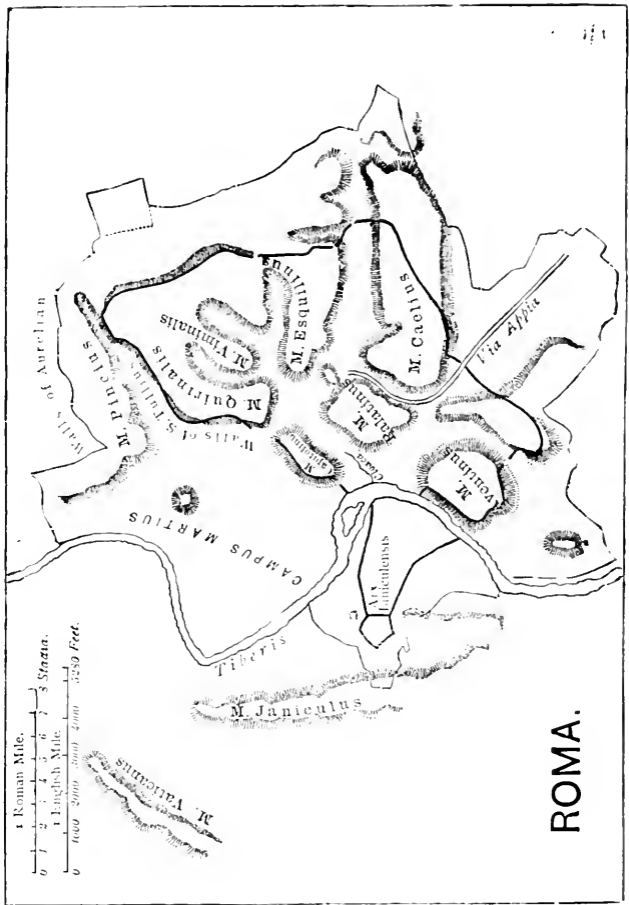 1 Roman Mile.
0 1 2 3 4 5 6 7 8 Stadia.
1 English Mile.
0 1000 2000 3000 4000 5280 Feet.
Walls of Aurelian
M. Pincius
Walls of S. Tullius
M. Quirinalis
M. Viminalis
M. Esquilinus
CAMPUS MARTIUS
M. Capitolinus
M.
Palatinus
M. Caelius
Via Appia
Cloaca
M.
Aventinus
Tiberis
Arx
Janiculensis
M. Janiculus
M. Vaticanus
ROMA.